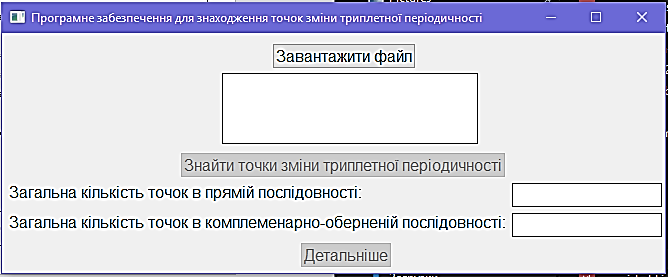 Програмне забезпечення для знаходження точок зміни триплетної періодичності
Завантажити файл
Знайти точки зміни триплетної періодичності
Загальна кількість точок в прямій послідовності:
Загальна кількість точок в комплеменарно-оберненій послідовності:
Детальніше